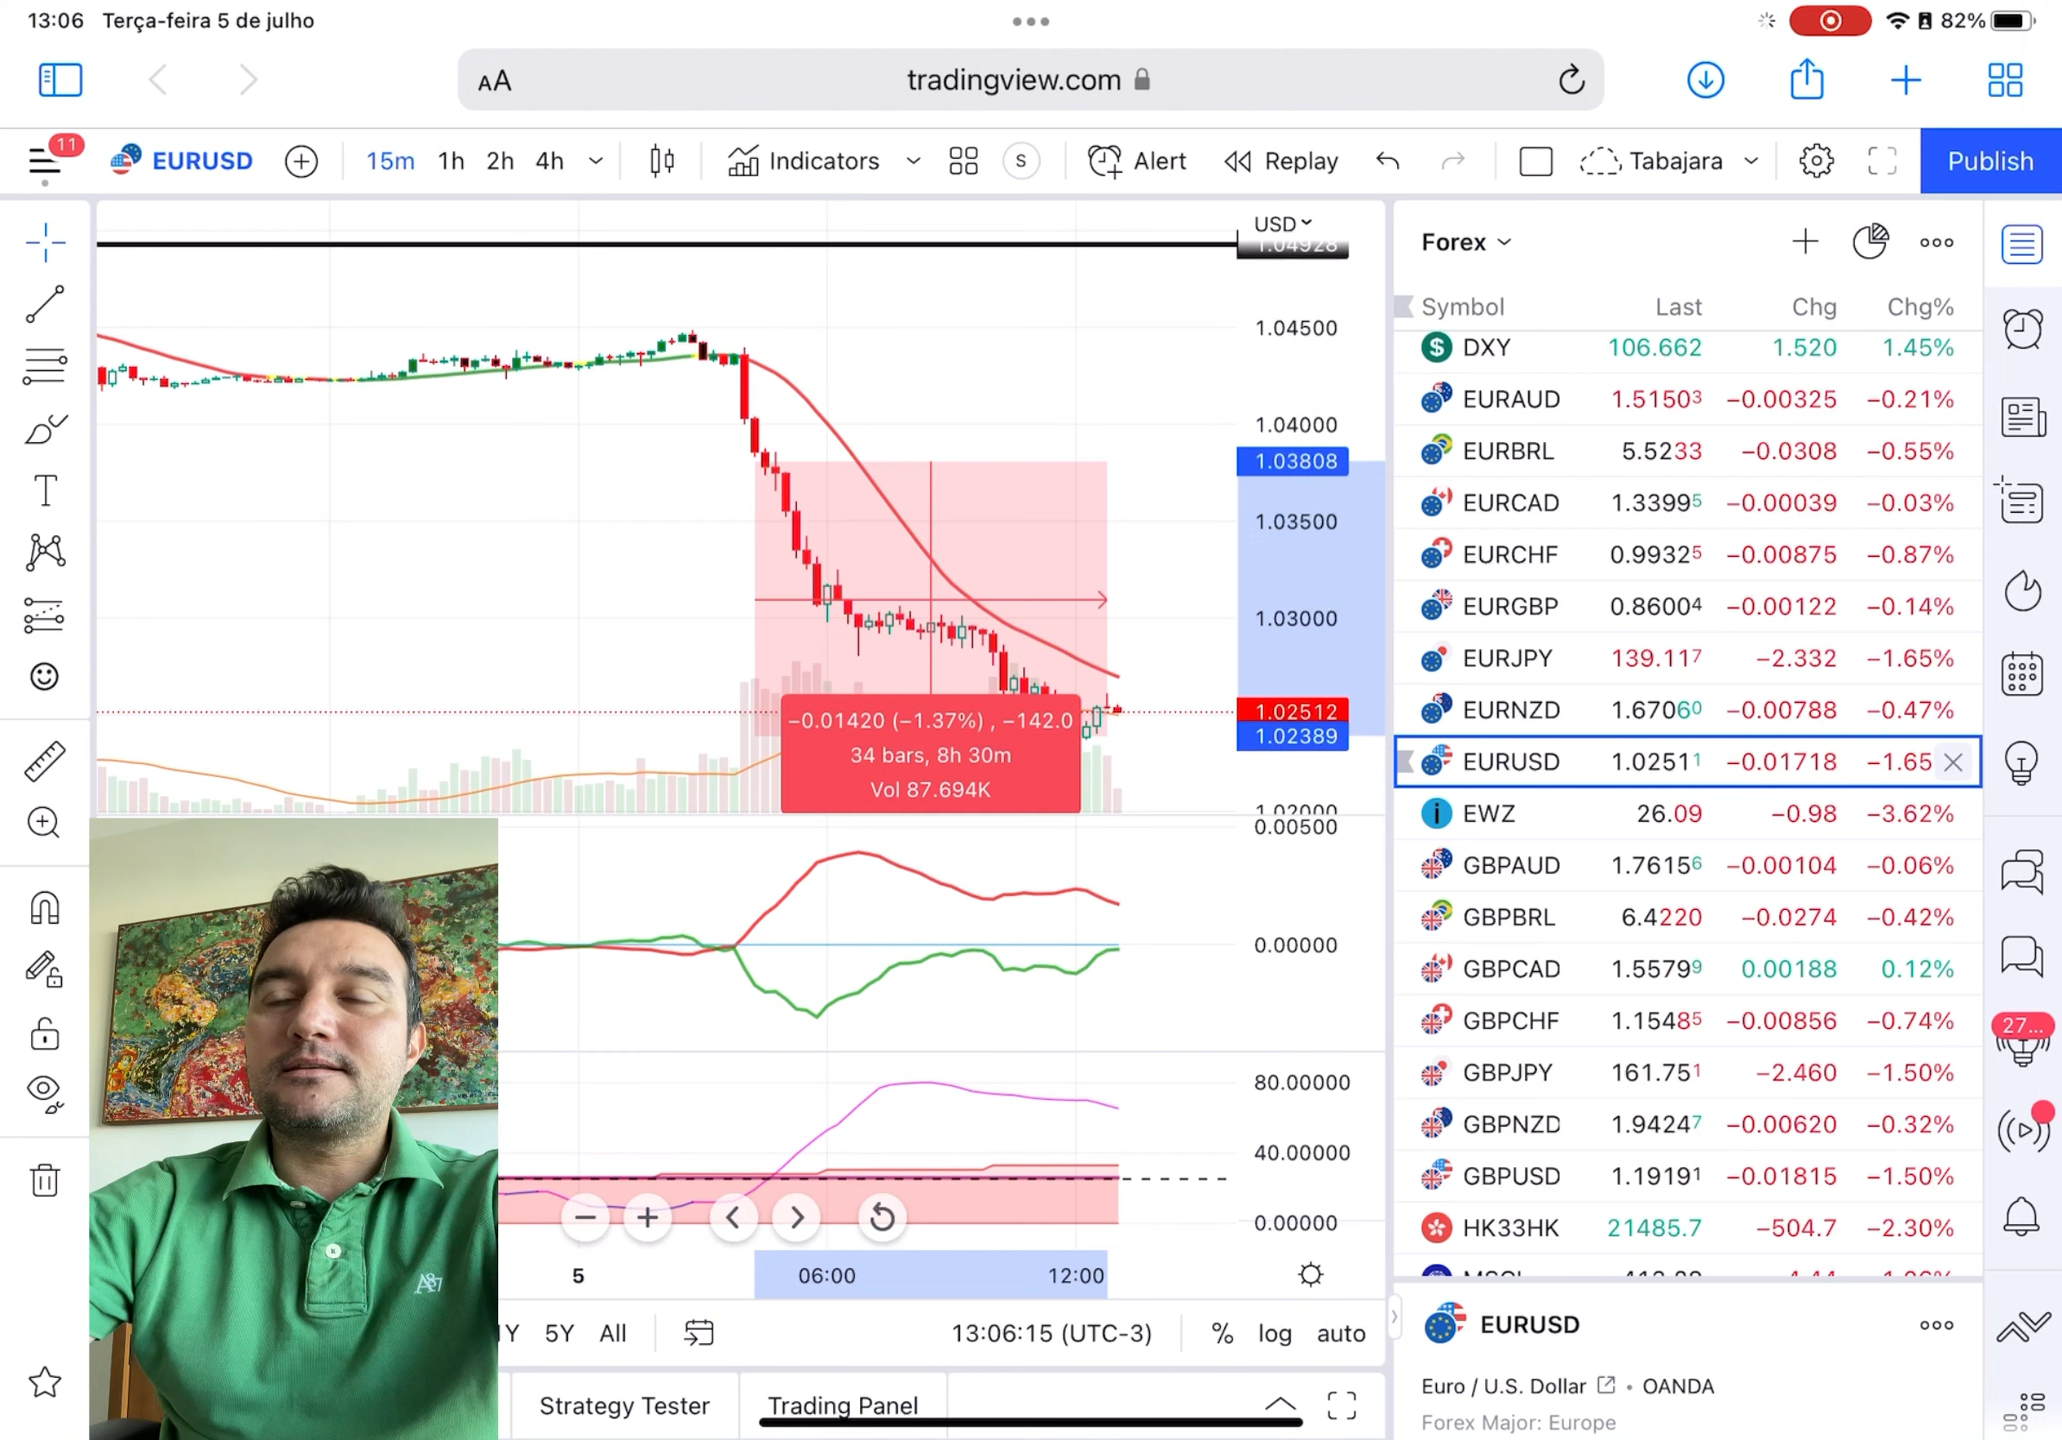 13:06 Terça-feira 5 de julho
82%
AA tradingview.com
11
EURUSD 15m 1h 2h 4h Indicators S Alert Replay Tabajara Publish
USD
1.04928
1.04500
1.04000
1.03808
1.03500
1.03000
1.02512
1.02389
1.02000
−0.01420 (−1.37%) , −142.0
34 bars, 8h 30m
Vol 87.694K
0.00500
0.00000
80.00000
40.00000
0.00000
5 06:00 12:00
5Y All 13:06:15 (UTC-3) % log auto
Strategy Tester Trading Panel
Forex
Symbol Last Chg Chg%
DXY 106.662 1.520 1.45%
EURAUD 1.51503 −0.00325 −0.21%
EURBRL 5.5233 −0.0308 −0.55%
EURCAD 1.33995 −0.00039 −0.03%
EURCHF 0.99325 −0.00875 −0.87%
EURGBP 0.86004 −0.00122 −0.14%
EURJPY 139.117 −2.332 −1.65%
EURNZD 1.67060 −0.00788 −0.47%
EURUSD 1.02511 −0.01718 −1.65
EWZ 26.09 −0.98 −3.62%
GBPAUD 1.76156 −0.00104 −0.06%
GBPBRL 6.4220 −0.0274 −0.42%
GBPCAD 1.55799 0.00188 0.12%
GBPCHF 1.15485 −0.00856 −0.74%
GBPJPY 161.751 −2.460 −1.50%
GBPNZD 1.94247 −0.00620 −0.32%
GBPUSD 1.19191 −0.01815 −1.50%
HK33HK 21485.7 −504.7 −2.30%
27...
EURUSD
Euro / U.S. Dollar • OANDA
Forex Major: Europe